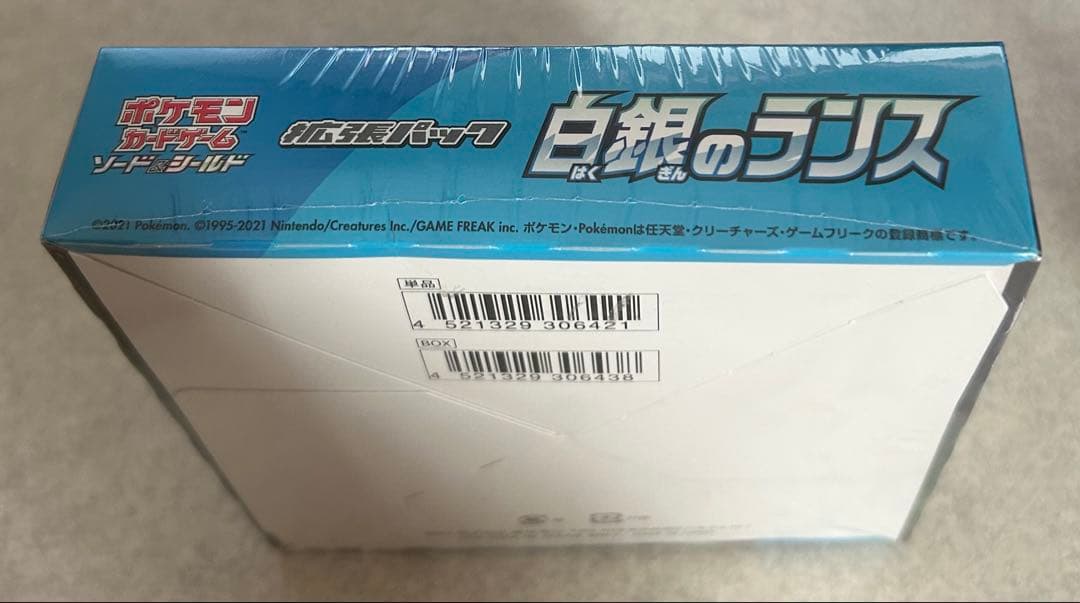 ポケモン
カードゲーム™
ソード&シールド
拡張パック
白銀のランス
はく ぎん
©2021 Pokémon. ©1995-2021 Nintendo/Creatures Inc./GAME FREAK inc. ポケモン・Pokémonは任天堂・クリーチャーズ・ゲームフリークの登録商標です。
単品
4 521329 306421
BOX
4 521329 306438